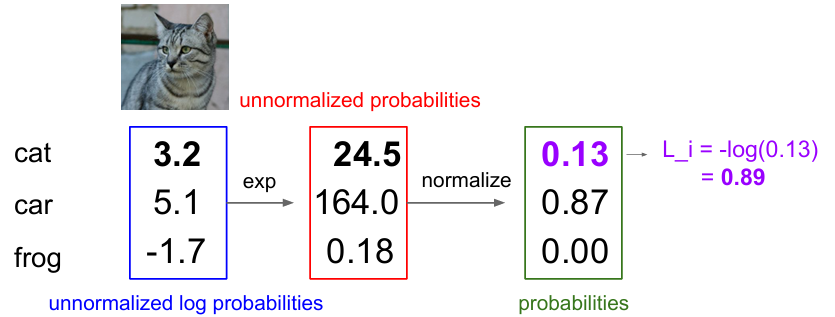 unnormalized probabilities
cat 3.2 24.5 0.13 L_i = -log(0.13)
= 0.89
exp normalize
car 5.1 164.0 0.87
frog -1.7 0.18 0.00
unnormalized log probabilities probabilities